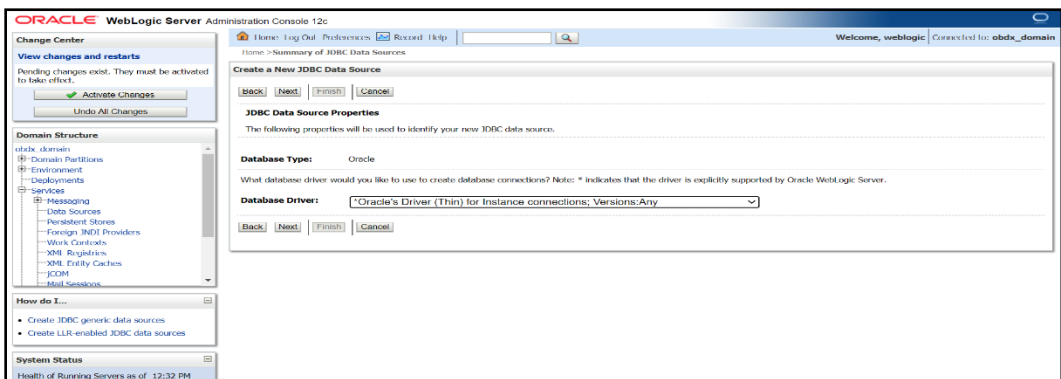 ORACLE WebLogic Server Administration Console 12c
Change Center
View changes and restarts
Pending changes exist. They must be activated
to take effect.
Activate Changes
Undo All Changes
Domain Structure
obdx_domain
Domain Partitions
Environment
Deployments
Services
Messaging
Data Sources
Persistent Stores
Foreign JNDI Providers
Work Contexts
XML Registries
XML Entity Caches
jCOM
Mail Sessions
How do I...
Create JDBC generic data sources
Create LLR-enabled JDBC data sources
System Status
Health of Running Servers as of 12:32 PM
Home Log Out Preferences Record Help
Welcome, weblogic Connected to: obdx_domain
Home >Summary of JDBC Data Sources
Create a New JDBC Data Source
Back Next Finish Cancel
JDBC Data Source Properties
The following properties will be used to identify your new JDBC data source.
Database Type: Oracle
What database driver would you like to use to create database connections? Note: * indicates that the driver is explicitly supported by Oracle WebLogic Server.
Database Driver: *Oracle's Driver (Thin) for Instance connections; Versions:Any
Back Next Finish Cancel